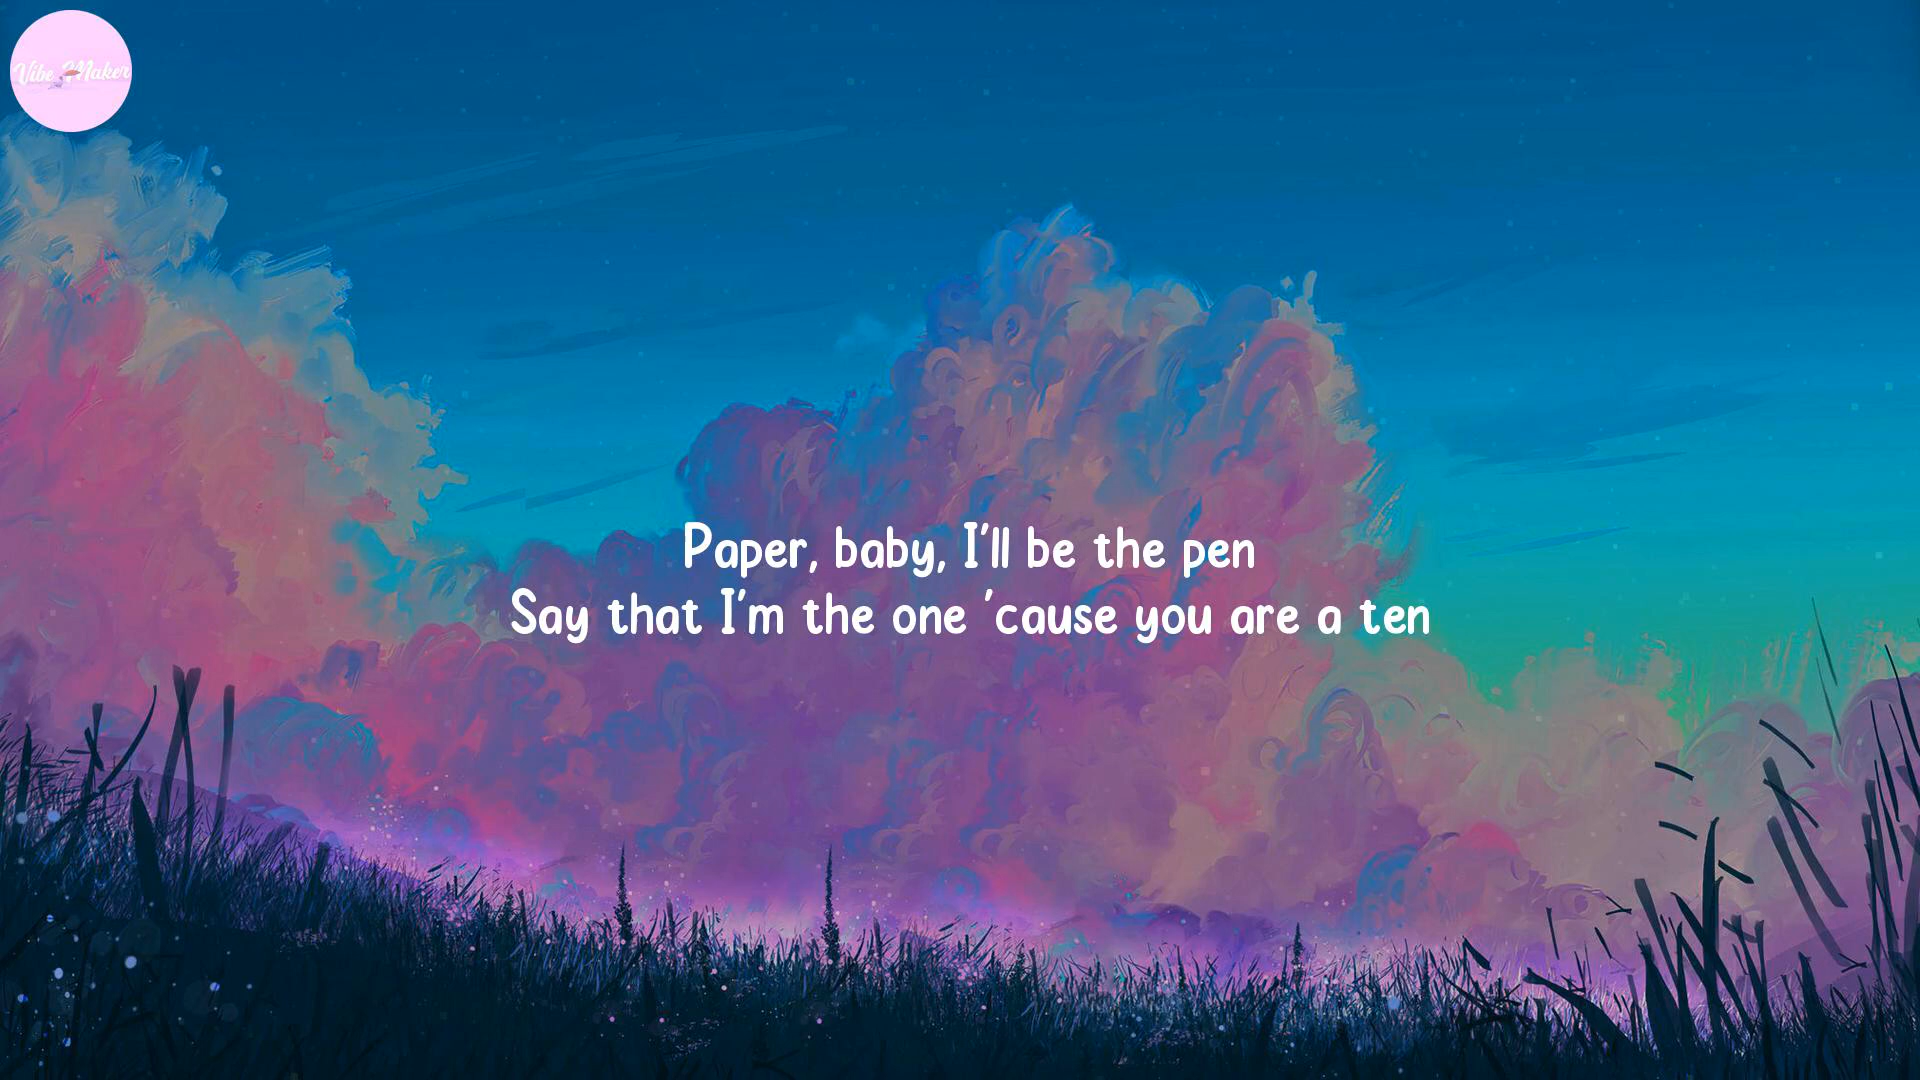 Vibe Maker
Paper, baby, I'll be the pen
Say that I'm the one 'cause you are a ten